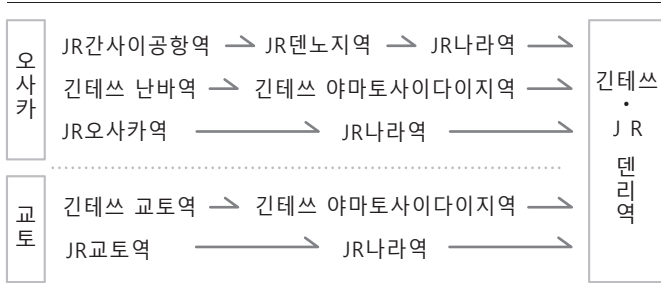 오사카
JR간사이공항역 JR덴노지역 JR나라역
긴테쓰 난바역 긴테쓰 야마토사이다이지역
JR오사카역 JR나라역
교토
긴테쓰 교토역 긴테쓰 야마토사이다이지역
JR교토역 JR나라역
긴테쓰・JR 덴리역